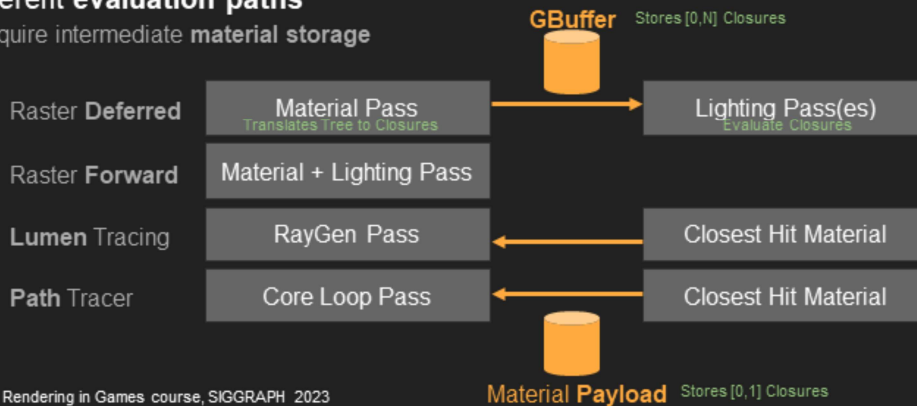 erent evaluation paths
quire intermediate material storage
GBuffer Stores [0,N] Closures
Raster Deferred
Material Pass
Translates Tree to Closures
Lighting Pass(es)
Evaluate Closures
Raster Forward
Material + Lighting Pass
Lumen Tracing
RayGen Pass
Closest Hit Material
Path Tracer
Core Loop Pass
Closest Hit Material
Material Payload Stores [0,1] Closures
Rendering in Games course, SIGGRAPH 2023